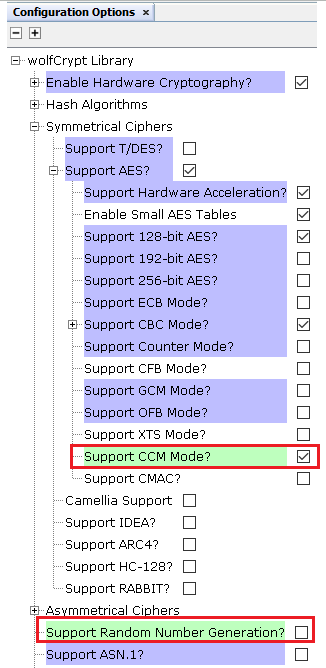 Configuration Options ×
wolfCrypt Library
Enable Hardware Cryptography?
Hash Algorithms
Symmetrical Ciphers
Support T/DES?
Support AES?
Support Hardware Acceleration?
Enable Small AES Tables
Support 128-bit AES?
Support 192-bit AES?
Support 256-bit AES?
Support ECB Mode?
Support CBC Mode?
Support Counter Mode?
Support CFB Mode?
Support GCM Mode?
Support OFB Mode?
Support XTS Mode?
Support CCM Mode?
Support CMAC?
Camellia Support
Support IDEA?
Support ARC4?
Support HC-128?
Support RABBIT?
Asymmetrical Ciphers
Support Random Number Generation?
Support ASN.1?